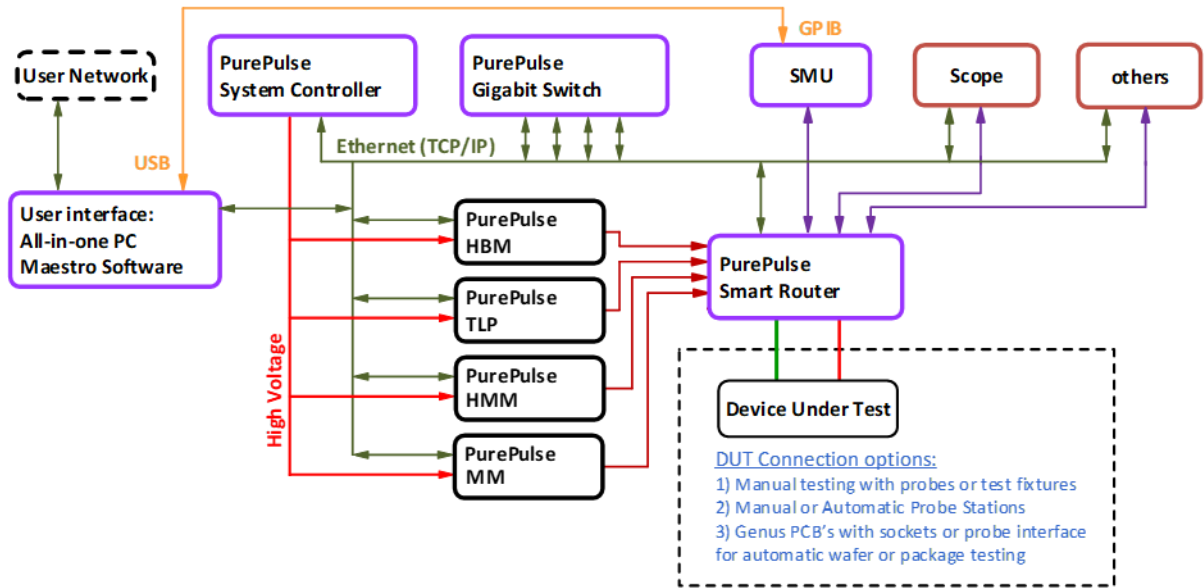 GPIB
User Network
PurePulse
System Controller
PurePulse
Gigabit Switch
SMU
Scope
others
Ethernet (TCP/IP)
USB
User interface:
All-in-one PC
Maestro Software
PurePulse
HBM
PurePulse
TLP
PurePulse
HMM
PurePulse
MM
High Voltage
PurePulse
Smart Router
Device Under Test
DUT Connection options:
1) Manual testing with probes or test fixtures
2) Manual or Automatic Probe Stations
3) Genus PCB's with sockets or probe interface
for automatic wafer or package testing